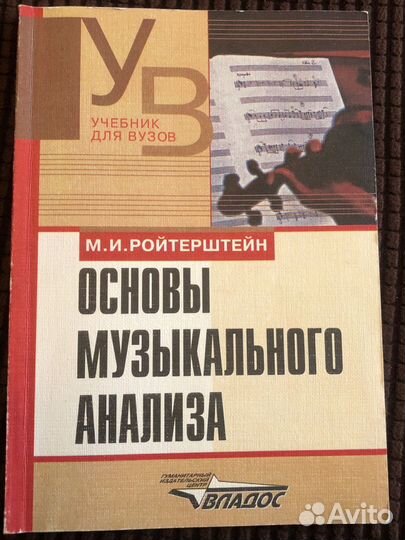 УВ
УЧЕБНИК
ДЛЯ ВУЗОВ
М.И.РОЙТЕРШТЕЙН
ОСНОВЫ
МУЗЫКАЛЬНОГО
АНАЛИЗА
ГУМАНИТАРНЫЙ
ИЗДАТЕЛЬСКИЙ
ЦЕНТР
ВЛАДОС
Avito